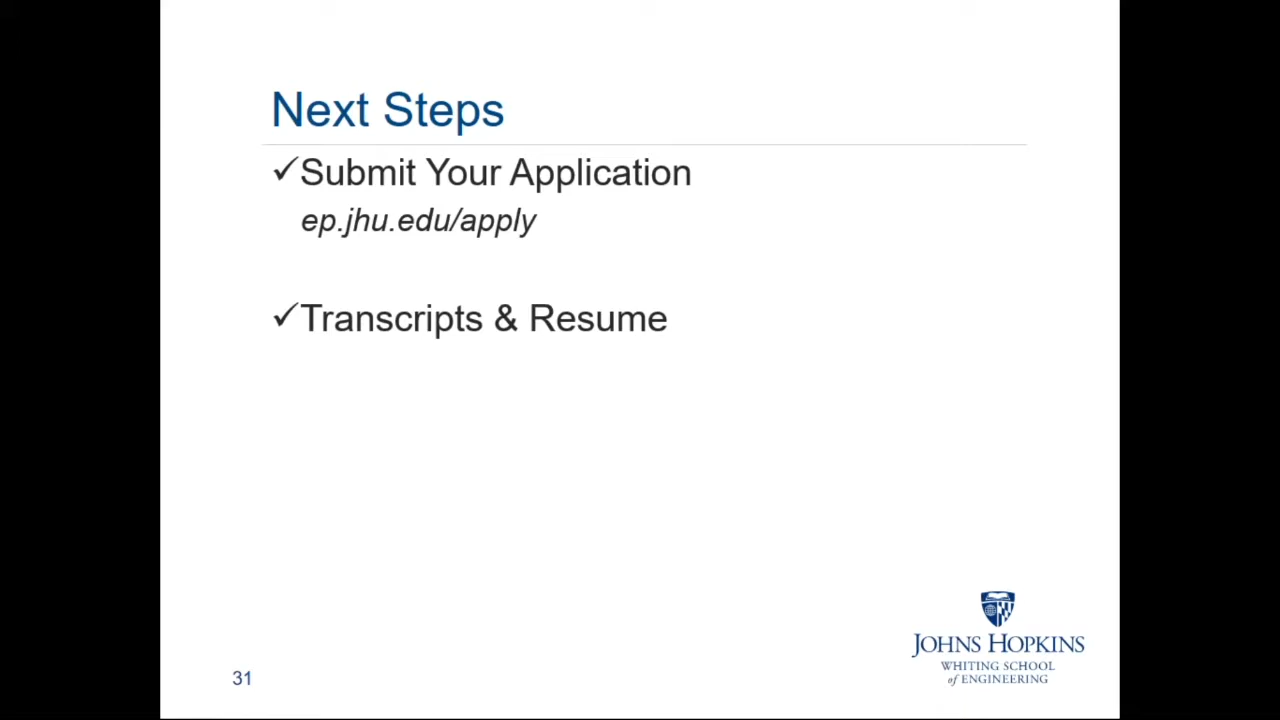 Next Steps
✓Submit Your Application
ep.jhu.edu/apply
✓Transcripts & Resume
31
JOHNS HOPKINS
WHITING SCHOOL
of ENGINEERING